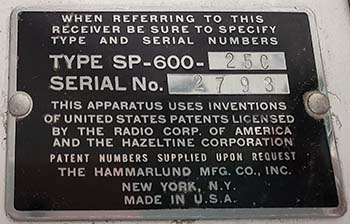 WHEN REFERRING TO THIS
RECEIVER BE SURE TO SPECIFY
TYPE AND SERIAL NUMBERS
TYPE SP-600-25C
SERIAL No. 2793
THIS APPARATUS USES INVENTIONS
OF UNITED STATES PATENTS LICENSED
BY THE RADIO CORP. OF AMERICA
AND THE HAZELTINE CORPORATION
PATENT NUMBERS SUPPLIED UPON REQUEST
THE HAMMARLUND MFG. CO., INC.
NEW YORK, N.Y.
MADE IN U.S.A.